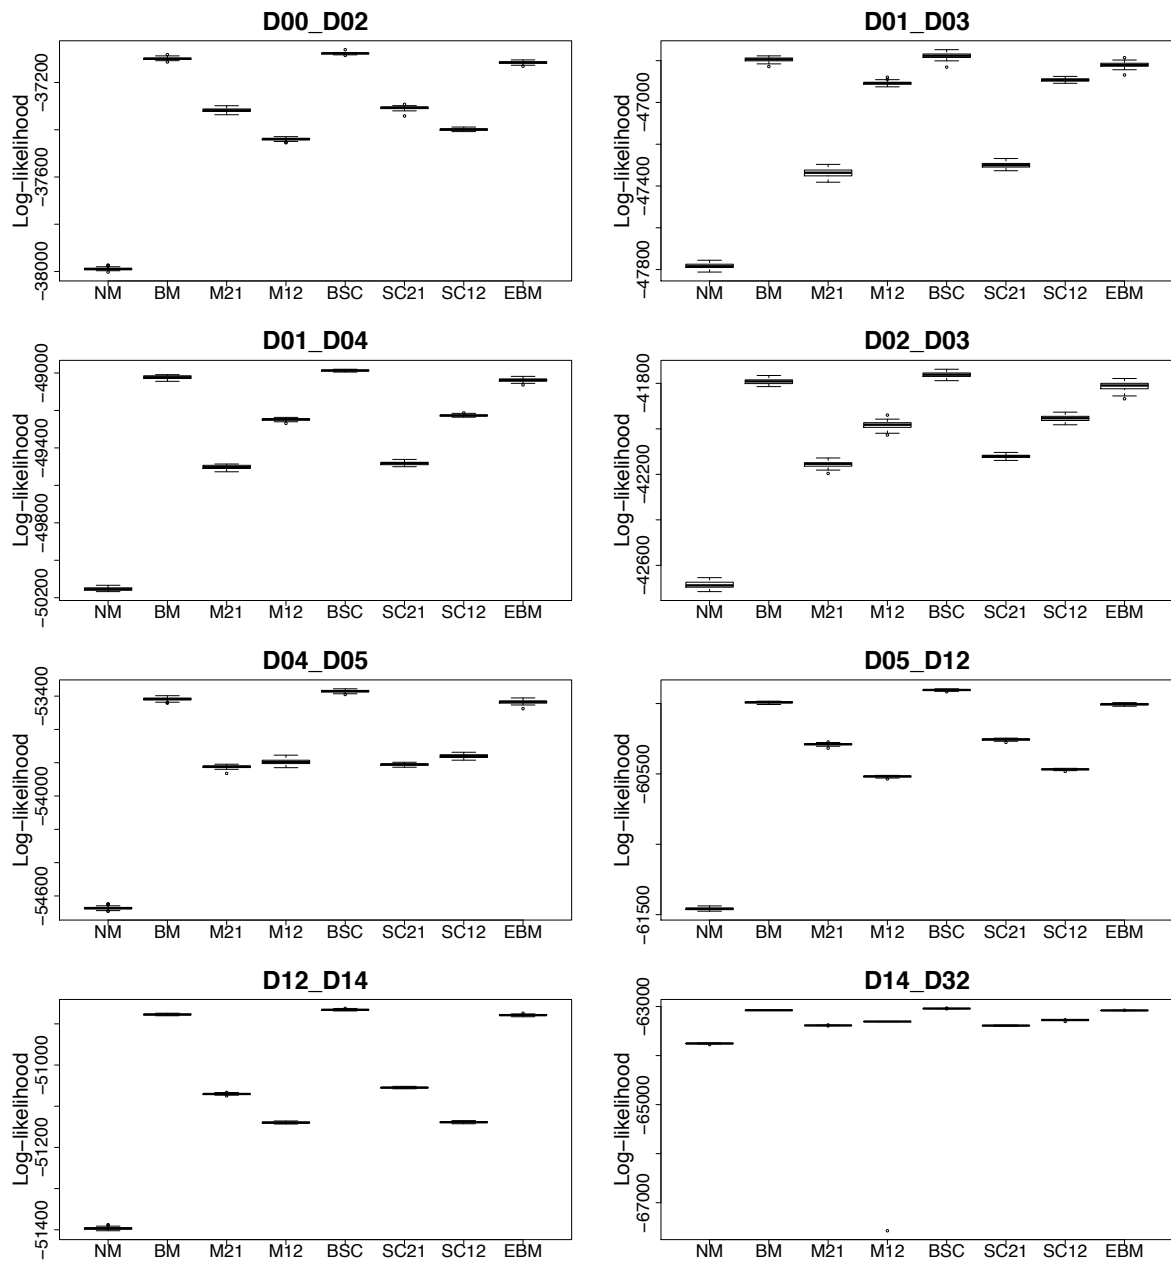 D00_D02
Log−likelihood
−37200
−37600
−38000
NM BM M21 M12 BSC SC21 SC12 EBM
D01_D03
Log−likelihood
−47000
−47400
−47800
NM BM M21 M12 BSC SC21 SC12 EBM
D01_D04
Log−likelihood
−49000
−49400
−49800
−50200
NM BM M21 M12 BSC SC21 SC12 EBM
D02_D03
Log−likelihood
−41800
−42200
−42600
NM BM M21 M12 BSC SC21 SC12 EBM
D04_D05
Log−likelihood
−53400
−54000
−54600
NM BM M21 M12 BSC SC21 SC12 EBM
D05_D12
Log−likelihood
−60500
−61500
NM BM M21 M12 BSC SC21 SC12 EBM
D12_D14
Log−likelihood
−51000
−51200
−51400
NM BM M21 M12 BSC SC21 SC12 EBM
D14_D32
Log−likelihood
−63000
−65000
−67000
NM BM M21 M12 BSC SC21 SC12 EBM